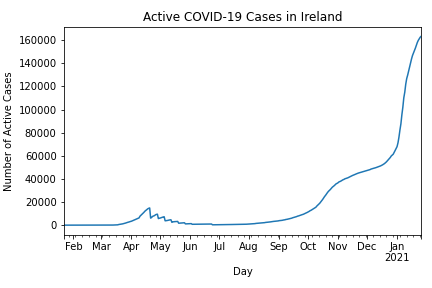 Active COVID-19 Cases in Ireland
Number of Active Cases
160000
140000
120000
100000
80000
60000
40000
20000
0
Feb Mar Apr May Jun Jul Aug Sep Oct Nov Dec Jan
2021
Day